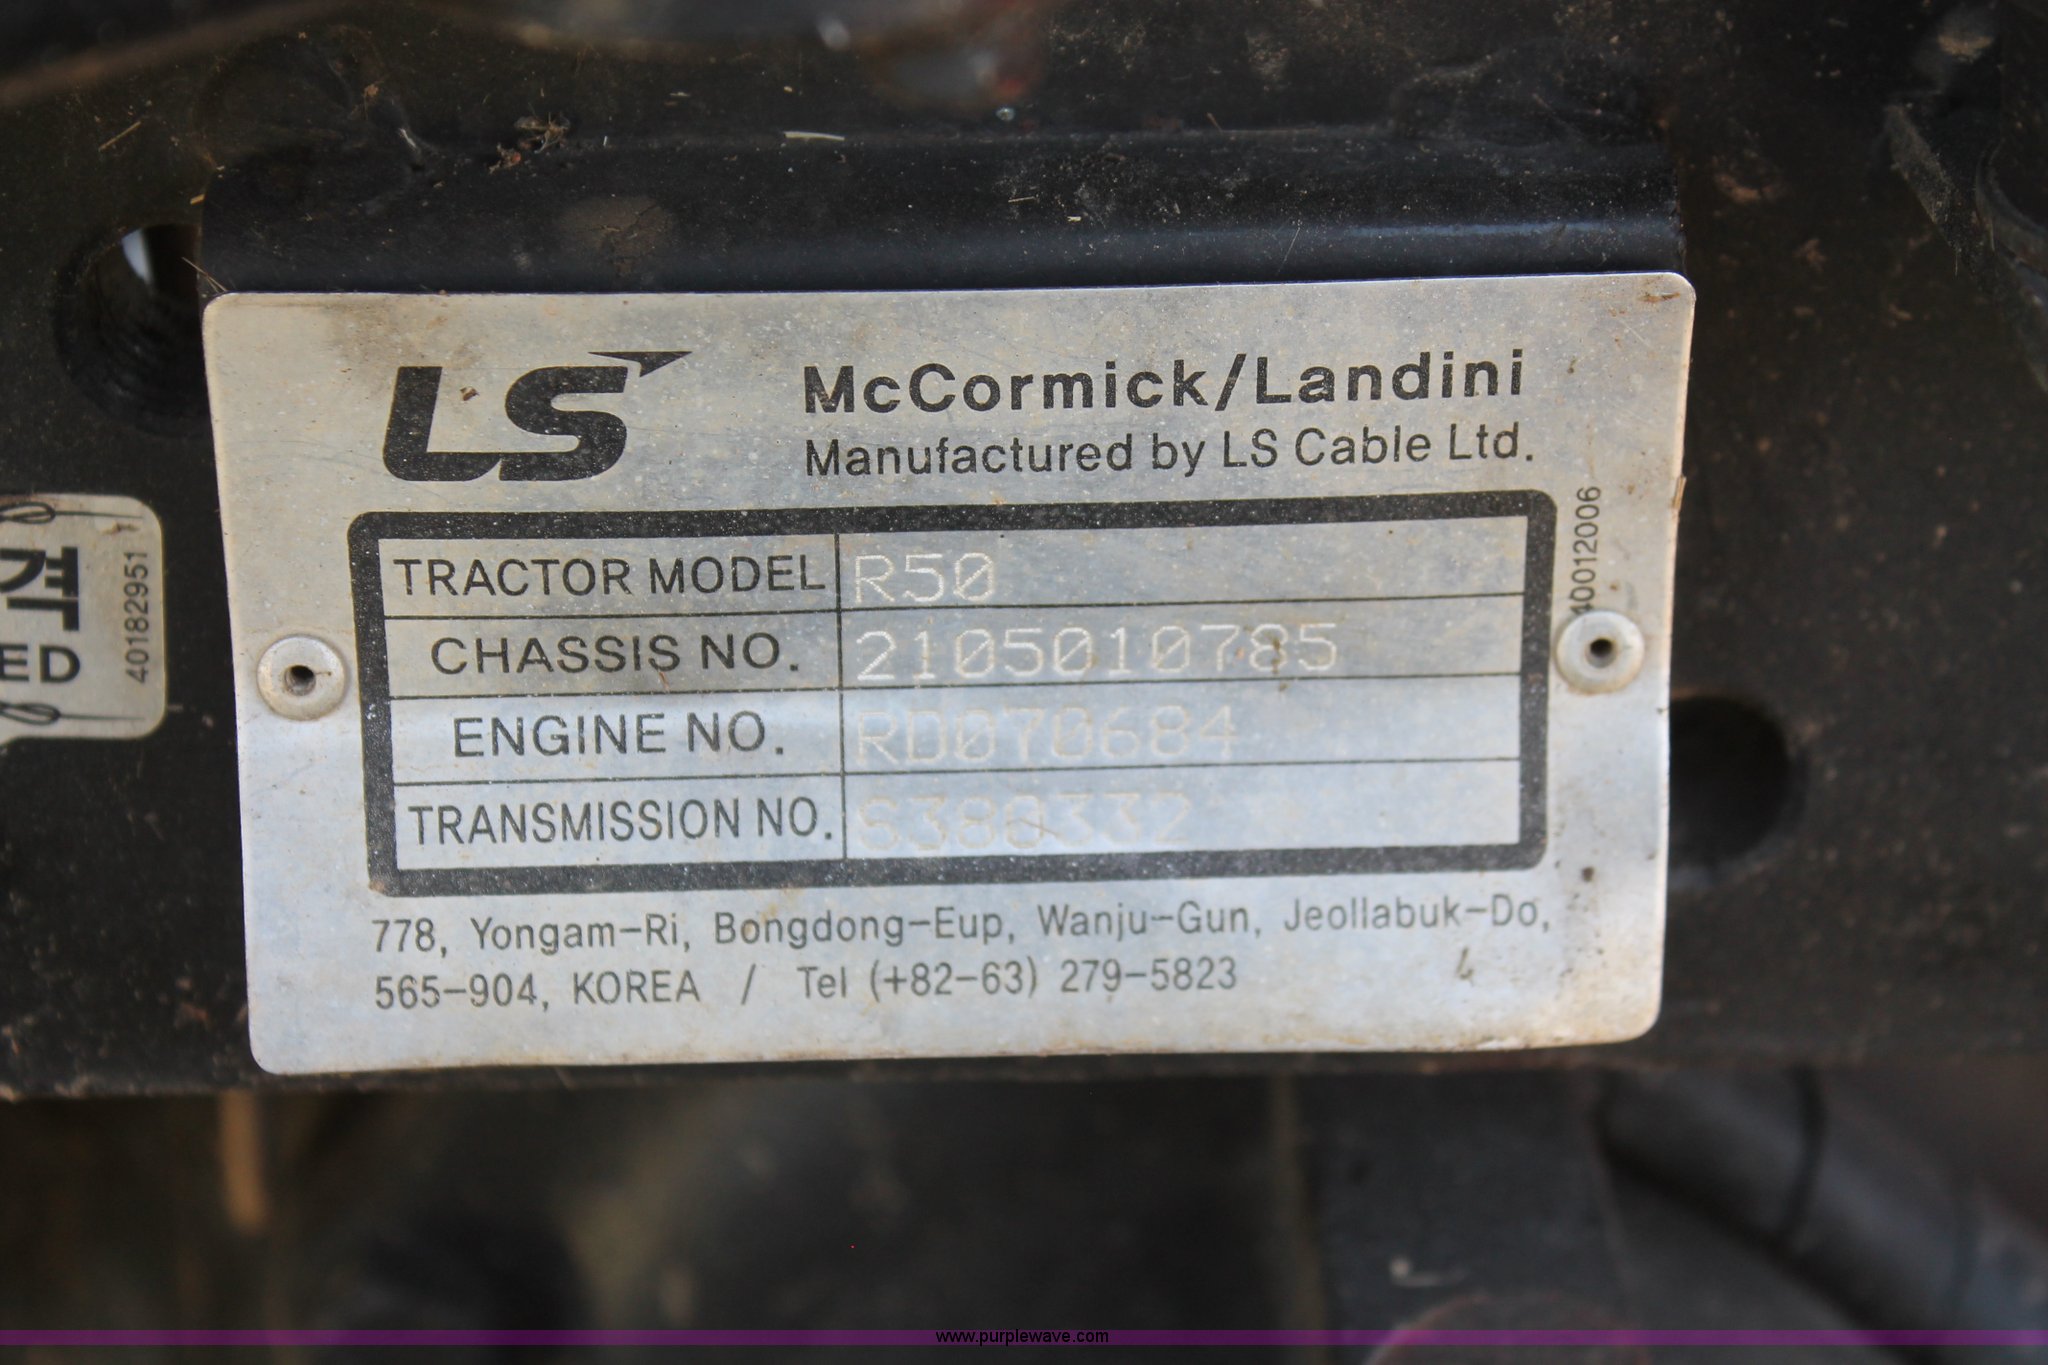 LS
McCormick/Landini
Manufactured by LS Cable Ltd.
40012006
TRACTOR MODEL R50
CHASSIS NO. 2105010785
ENGINE NO. RD070684
TRANSMISSION NO. S380332
778, Yongam-Ri, Bongdong-Eup, Wanju-Gun, Jeollabuk-Do,
565-904, KOREA / Tel (+82-63) 279-5823
4
ED
40182951
www.purplewave.com